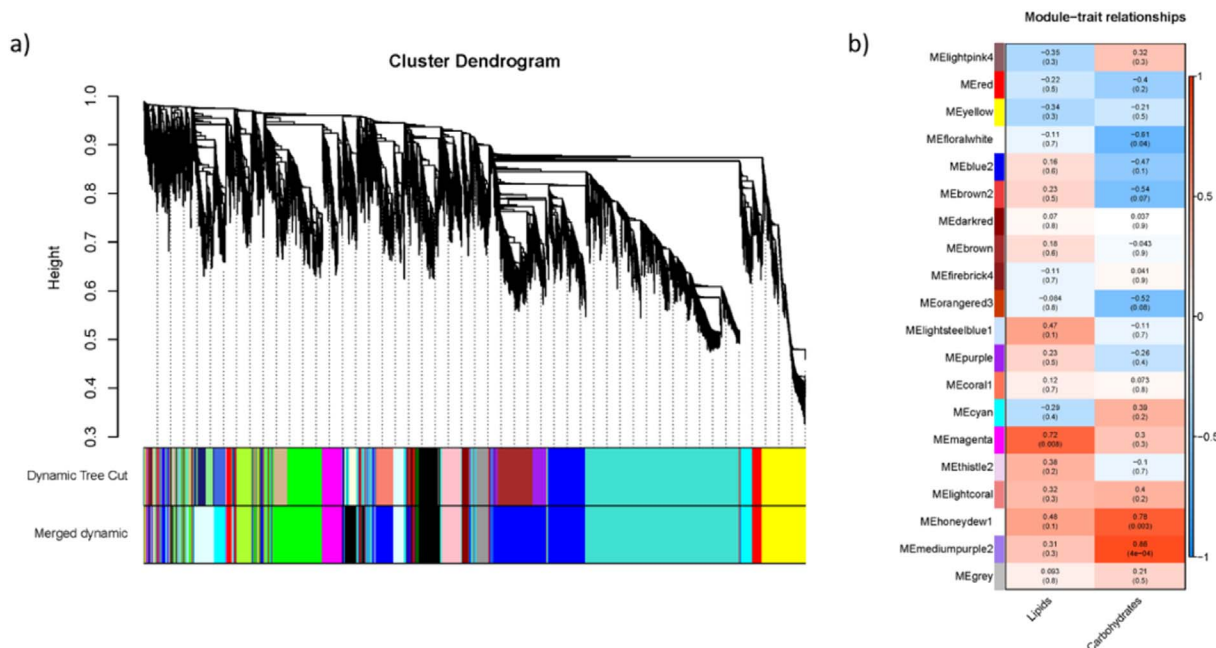 a)
Cluster Dendrogram
Height
1.0
0.9
0.8
0.7
0.6
0.5
0.4
0.3
Dynamic Tree Cut
Merged dynamic
b)
Module−trait relationships
MElightpink4 −0.35 0.32
(0.3) (0.3)
MEred −0.22 −0.4
(0.5) (0.2)
MEyellow −0.34 −0.21
(0.3) (0.5)
MEfloralwhite −0.11 −0.61
(0.7) (0.04)
MEblue2 0.16 −0.47
(0.6) (0.1)
MEbrown2 0.23 −0.54
(0.5) (0.07)
MEdarkred 0.07 0.037
(0.8) (0.9)
MEbrown 0.18 −0.043
(0.6) (0.9)
MEfirebrick4 −0.11 0.041
(0.7) (0.9)
MEorangered3 −0.084 −0.52
(0.8) (0.08)
MElightsteelblue1 0.47 −0.11
(0.1) (0.7)
MEpurple 0.23 −0.26
(0.5) (0.4)
MEcoral1 0.12 0.073
(0.7) (0.8)
MEcyan −0.29 0.39
(0.4) (0.2)
MEmagenta 0.72 0.3
(0.008) (0.3)
MEthistle2 0.38 −0.1
(0.2) (0.7)
MElightcoral 0.32 0.4
(0.3) (0.2)
MEhoneydew1 0.48 0.78
(0.1) (0.003)
MEmediumpurple2 0.31 0.86
(0.3) (4e−04)
MEgrey 0.093 0.21
(0.8) (0.5)
Lipids
Carbohydrates
1
0.5
0
−0.5
−1